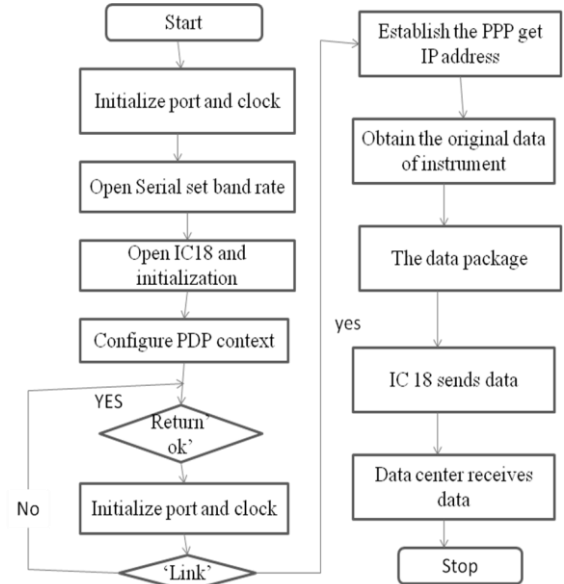 Start
Initialize port and clock
Open Serial set band rate
Open IC18 and
initialization
Configure PDP context
YES
Return'
ok'
Initialize port and clock
No
'Link'
Establish the PPP get
IP address
Obtain the original data
of instrument
The data package
yes
IC 18 sends data
Data center receives
data
Stop